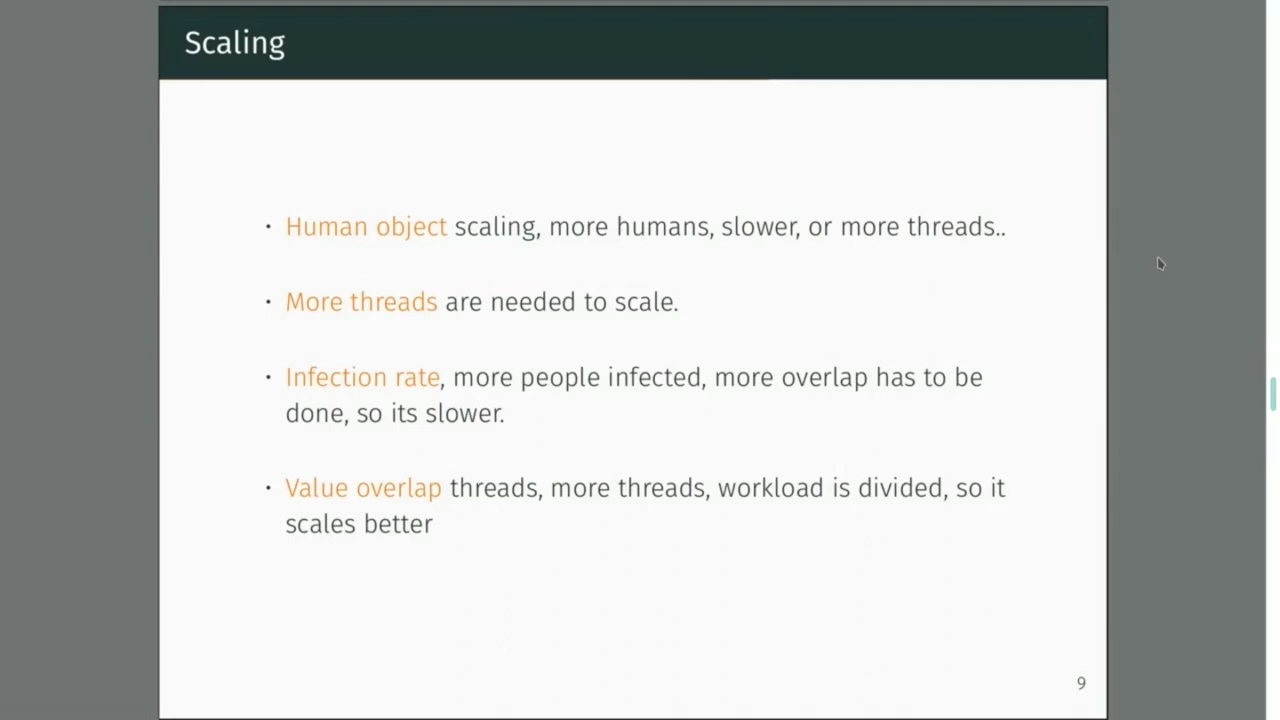 Scaling
• Human object scaling, more humans, slower, or more threads..
• More threads are needed to scale.
• Infection rate, more people infected, more overlap has to be
done, so its slower.
• Value overlap threads, more threads, workload is divided, so it
scales better
9